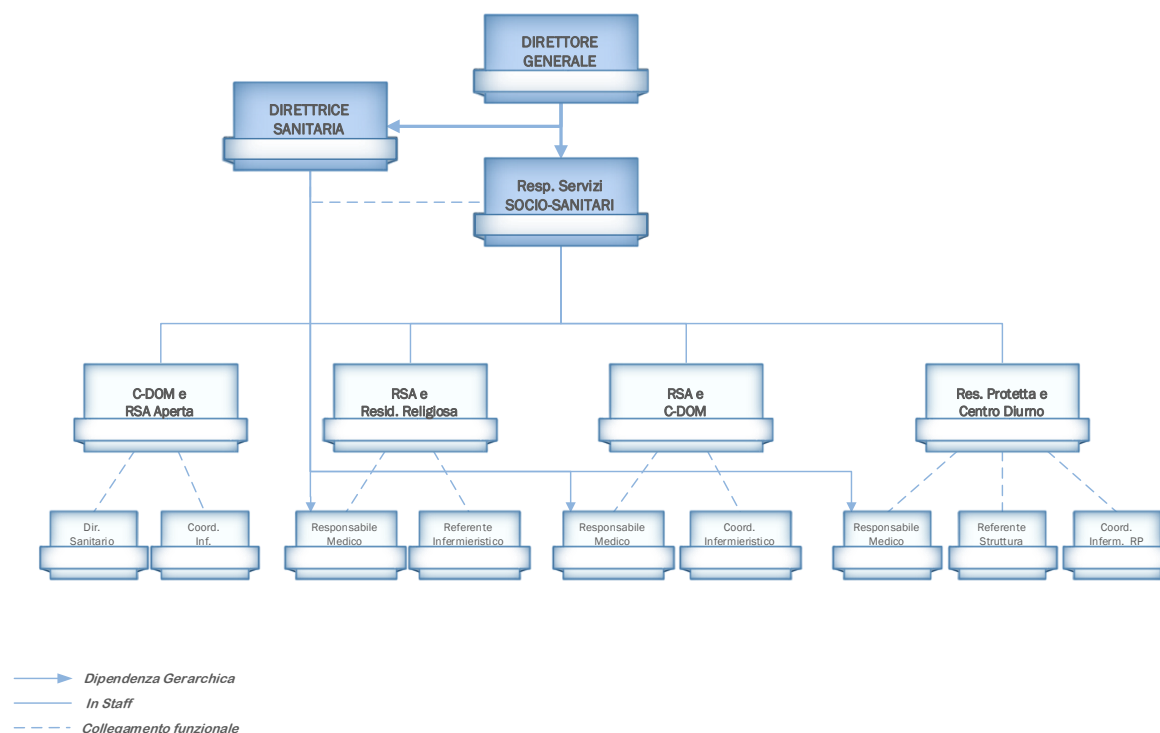 DIRETTORE
GENERALE
DIRETTRICE
SANITARIA
Resp. Servizi
SOCIO-SANITARI
C-DOM e
RSA Aperta
RSA e
Resid. Religiosa
RSA e
C-DOM
Res. Protetta e
Centro Diurno
Dir.
Sanitario
Coord.
Inf.
Responsabile
Medico
Referente
Infermieristico
Responsabile
Medico
Coord.
Infermieristico
Responsabile
Medico
Referente
Struttura
Coord.
Inferm. RP
Dipendenza Gerarchica
In Staff
Collegamento funzionale